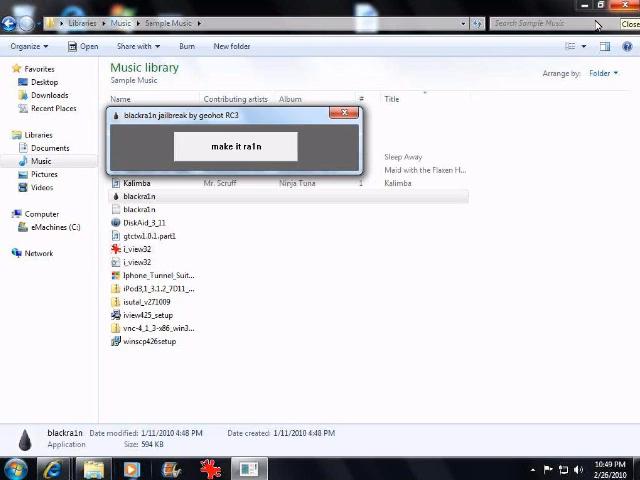 Libraries ▸ Music ▸ Sample Music ▸
Search Sample Music
Close
Organize Open Share with Burn New folder
Favorites
Desktop
Downloads
Recent Places
Libraries
Documents
Music
Pictures
Videos
Computer
eMachines (C:)
Network
Music library
Sample Music
Arrange by: Folder
Name Contributing artists Album # Title
blackra1n jailbreak by geohot RC3
make it ra1n
Sleep Away
Maid with the Flaxen H...
Kalimba Mr. Scruff Ninja Tuna 1 Kalimba
blackra1n
blackra1n
DiskAid_3_11
gtctw1.0.1.part1
i_view32
i_view32
Iphone_Tunnel_Suit...
iPod3,1_3.1.2_7D11_...
isutal_v271009
iview425_setup
vnc-4_1_3-x86_win3...
winscp426setup
blackra1n Date modified: 1/11/2010 4:48 PM Date created: 1/11/2010 4:48 PM
Application Size: 594 KB
10:49 PM
2/26/2010